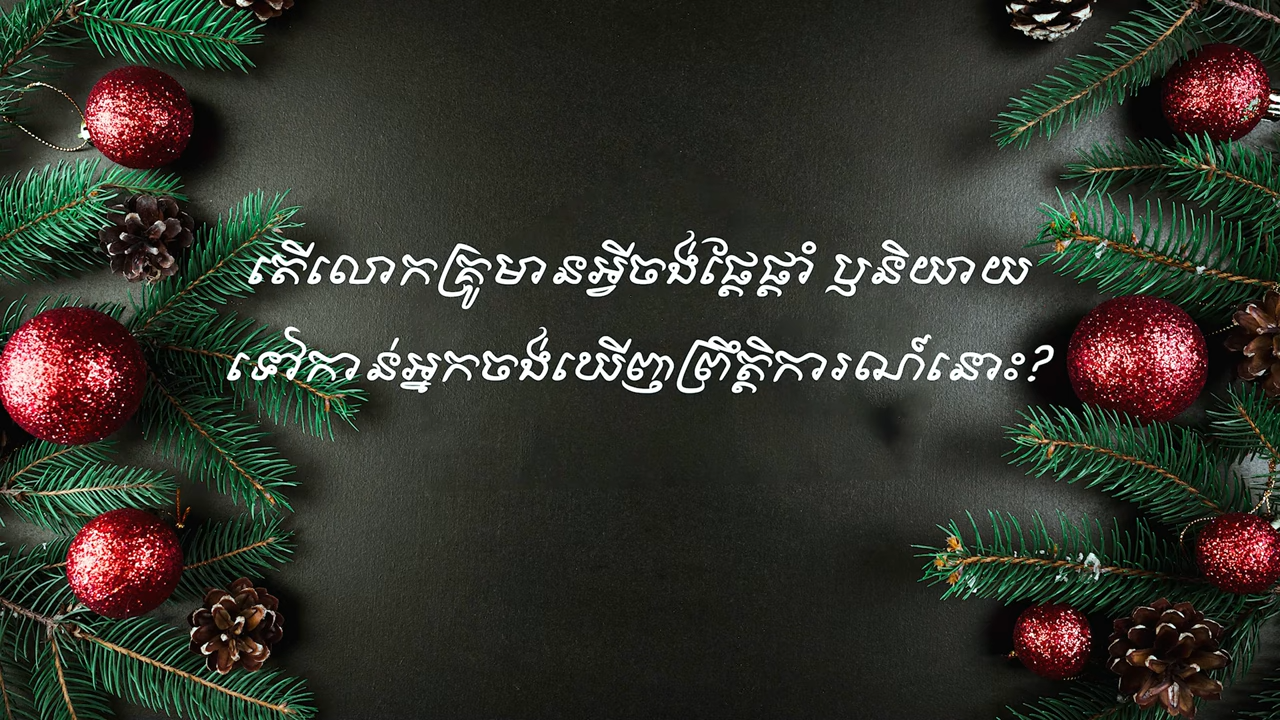 តើលោកគ្រូមានអ្វីចង់ផ្តែផ្តាំ ឬនិយាយ
ទៅកាន់អ្នកចង់ឃើញព្រឹត្តិការណ៍នោះ?